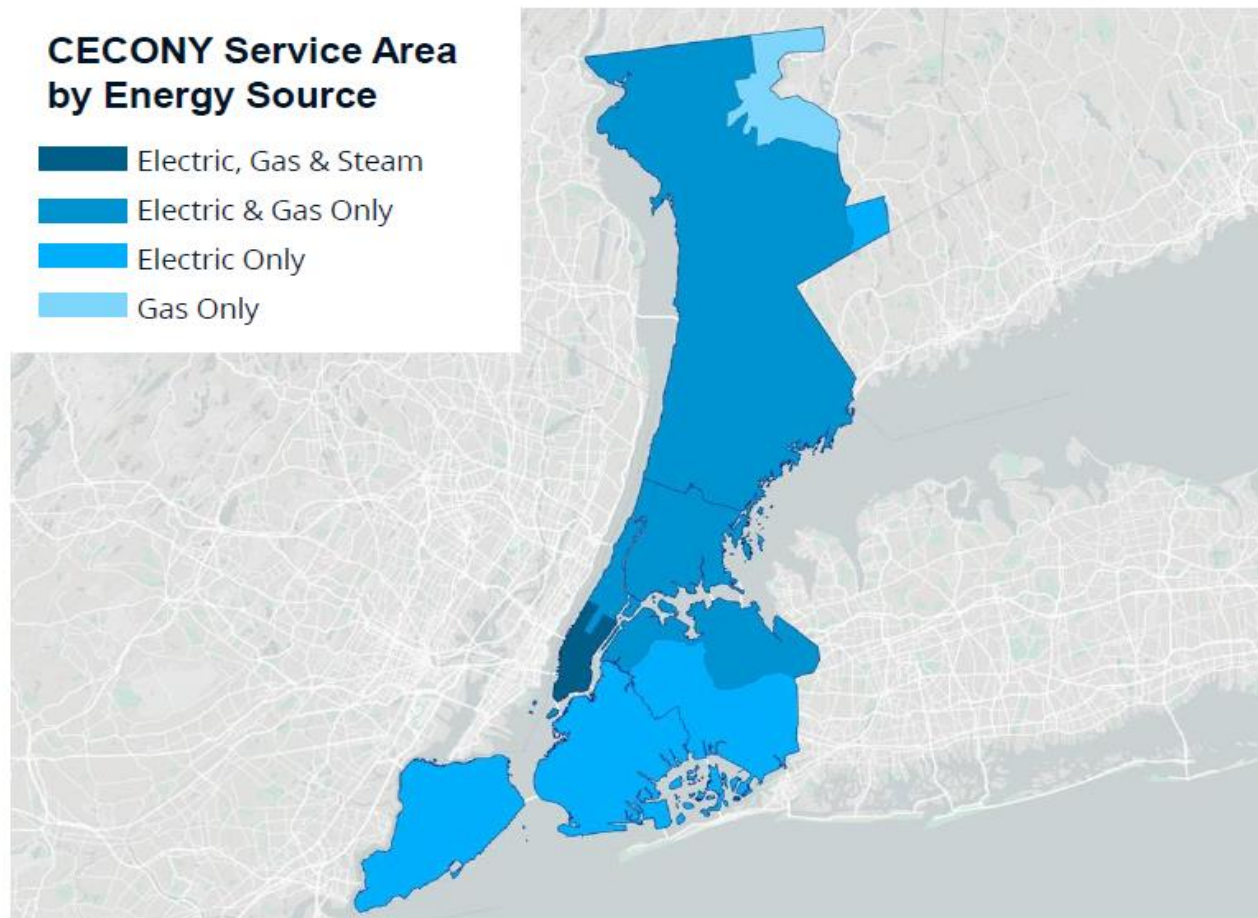 CECONY Service Area
by Energy Source
Electric, Gas & Steam
Electric & Gas Only
Electric Only
Gas Only